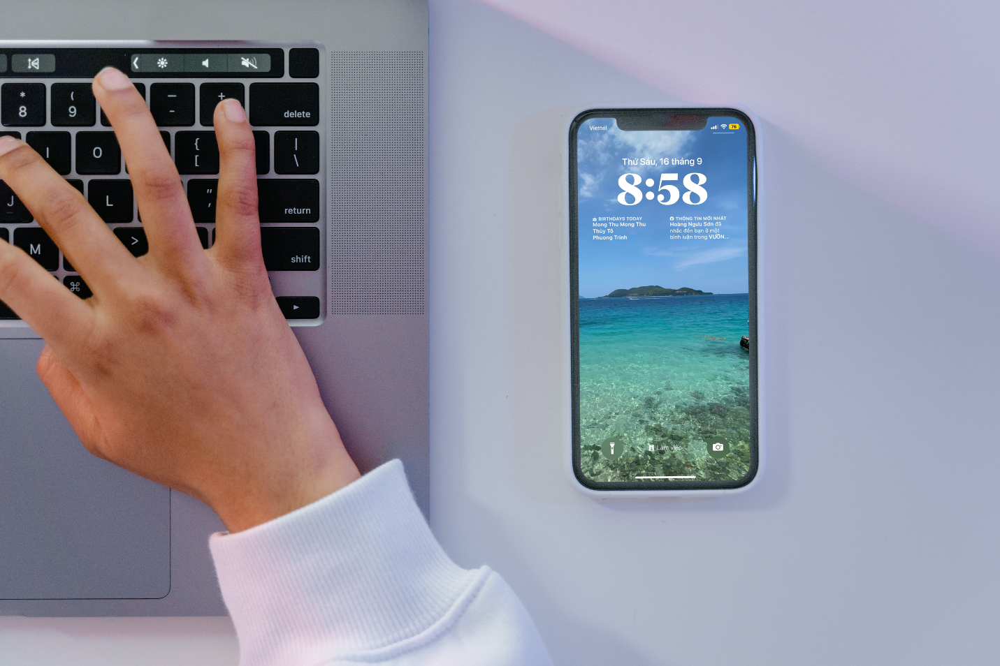 *
8
(
9
—
-
+
delete
I
O
{
[
|
\
J
L
"
'
return
M
>
shift
⌘
Viettel
76
Thứ Sáu, 16 tháng 9
8:58
BIRTHDAYS TODAY
Mong Thu Mong Thu
Thùy Tô
Phuong Trinh
THÔNG TIN MỚI NHẤT
Hoàng Ngưu Sơn đã
nhắc đến bạn ở một
bình luận trong VƯỜN...
Làm việc